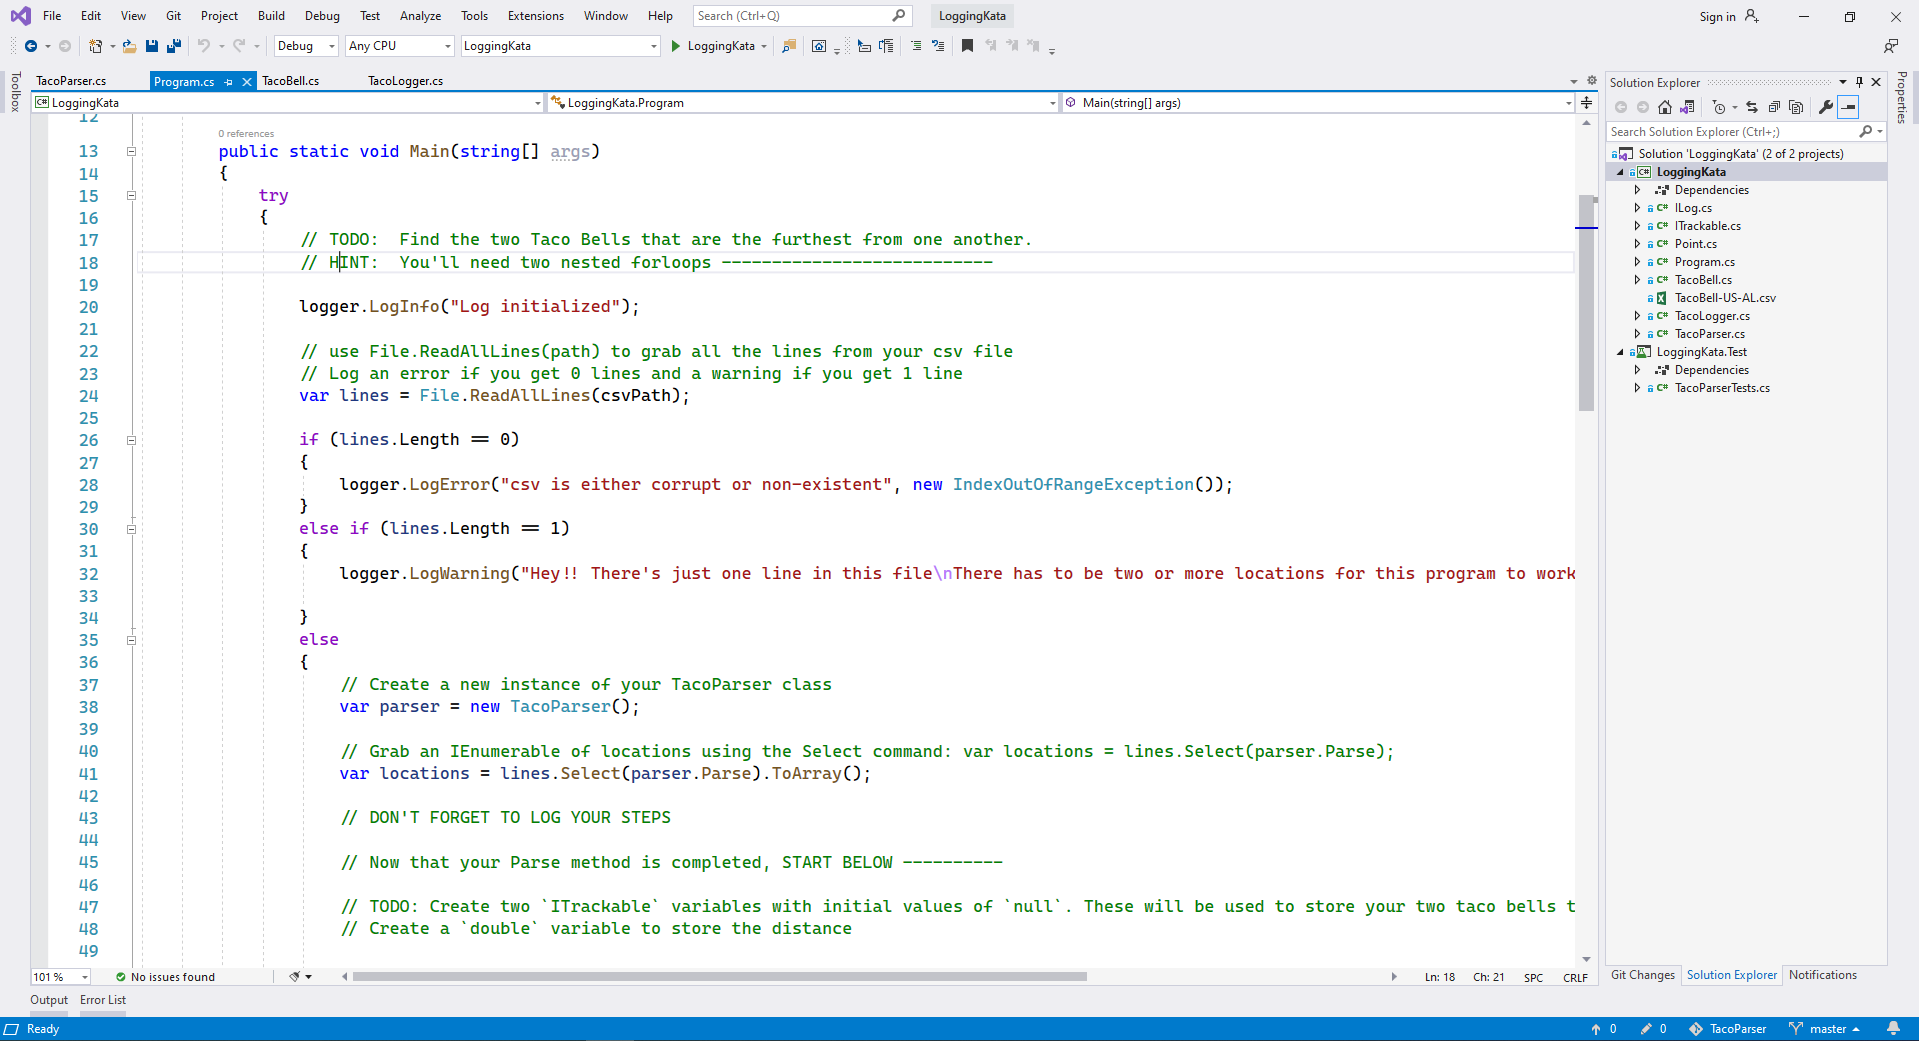 File Edit View Git Project Build Debug Test Analyze Tools Extensions Window Help Search (Ctrl+Q) LoggingKata Sign in
Debug Any CPU LoggingKata LoggingKata
Toolbox
TacoParser.cs Program.cs TacoBell.cs TacoLogger.cs
LoggingKata LoggingKata.Program Main(string[] args)
12
0 references
13 public static void Main(string[] args)
14 {
15 try
16 {
17 // TODO:  Find the two Taco Bells that are the furthest from one another.
18 // HINT:  You'll need two nested forloops ---------------------------
19
20 logger.LogInfo("Log initialized");
21
22 // use File.ReadAllLines(path) to grab all the lines from your csv file
23 // Log an error if you get 0 lines and a warning if you get 1 line
24 var lines = File.ReadAllLines(csvPath);
25
26 if (lines.Length == 0)
27 {
28 logger.LogError("csv is either corrupt or non-existent", new IndexOutOfRangeException());
29 }
30 else if (lines.Length == 1)
31 {
32 logger.LogWarning("Hey!! There's just one line in this file\nThere has to be two or more locations for this program to work
33
34 }
35 else
36 {
37 // Create a new instance of your TacoParser class
38 var parser = new TacoParser();
39
40 // Grab an IEnumerable of locations using the Select command: var locations = lines.Select(parser.Parse);
41 var locations = lines.Select(parser.Parse).ToArray();
42
43 // DON'T FORGET TO LOG YOUR STEPS
44
45 // Now that your Parse method is completed, START BELOW ----------
46
47 // TODO: Create two `ITrackable` variables with initial values of `null`. These will be used to store your two taco bells t
48 // Create a `double` variable to store the distance
49
101 % No issues found Ln: 18 Ch: 21 SPC CRLF
Solution Explorer
Search Solution Explorer (Ctrl+;)
Solution 'LoggingKata' (2 of 2 projects)
LoggingKata
Dependencies
ILog.cs
ITrackable.cs
Point.cs
Program.cs
TacoBell.cs
TacoBell-US-AL.csv
TacoLogger.cs
TacoParser.cs
LoggingKata.Test
Dependencies
TacoParserTests.cs
Git Changes Solution Explorer Notifications
Properties
Output Error List
Ready 0 0 TacoParser master